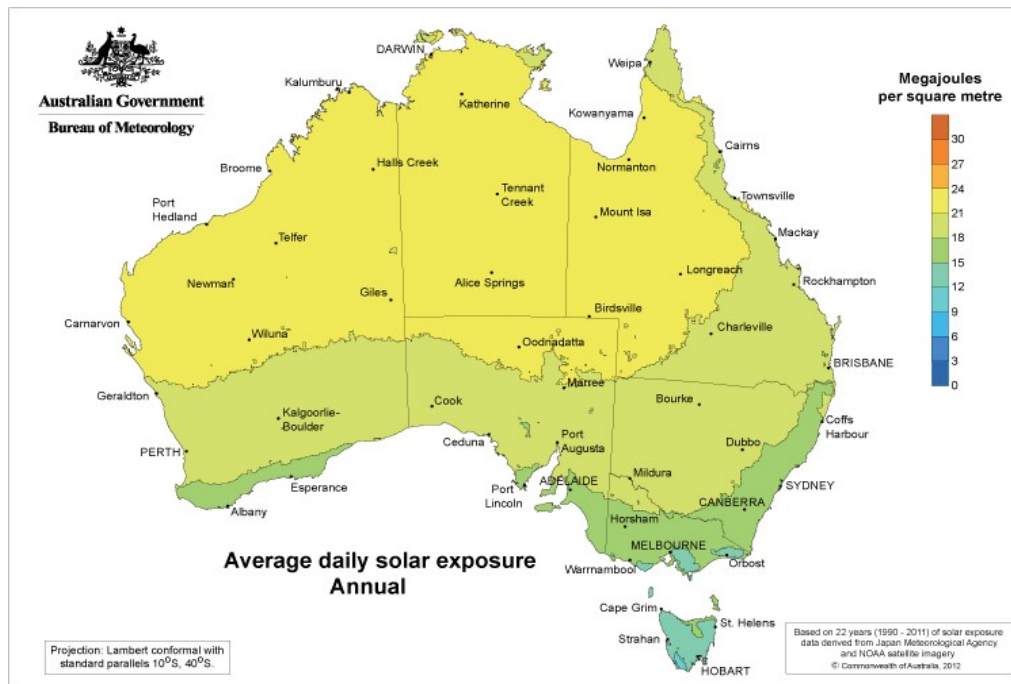 Australian Government
Bureau of Meteorology
DARWIN
Kalumburu
Katherine
Weipa
Kowanyama
Megajoules
per square metre
30
27
24
21
18
15
12
9
6
3
0
Broome
Halls Creek
Normanton
Cairns
Tennant
Creek
Townsville
Port
Hedland
Telfer
Mount Isa
Mackay
Newman
Giles
Alice Springs
Longreach
Rockhampton
Carnarvon
Wiluna
Birdsville
Oodnadatta
Charleville
BRISBANE
Geraldton
Kalgoorlie-
Boulder
Cook
Marree
Bourke
Coffs
Harbour
PERTH
Ceduna
Port
Augusta
Dubbo
Esperance
Albany
Port
Lincoln
ADELAIDE
Mildura
SYDNEY
CANBERRA
Horsham
MELBOURNE
Warrnambool
Orbost
Average daily solar exposure
Annual
Cape Grim
St. Helens
Strahan
HOBART
Projection: Lambert conformal with
standard parallels 10°S, 40°S.
Based on 22 years (1990 - 2011) of solar exposure
data derived from Japan Meteorological Agency
and NOAA satellite imagery
© Commonwealth of Australia, 2012